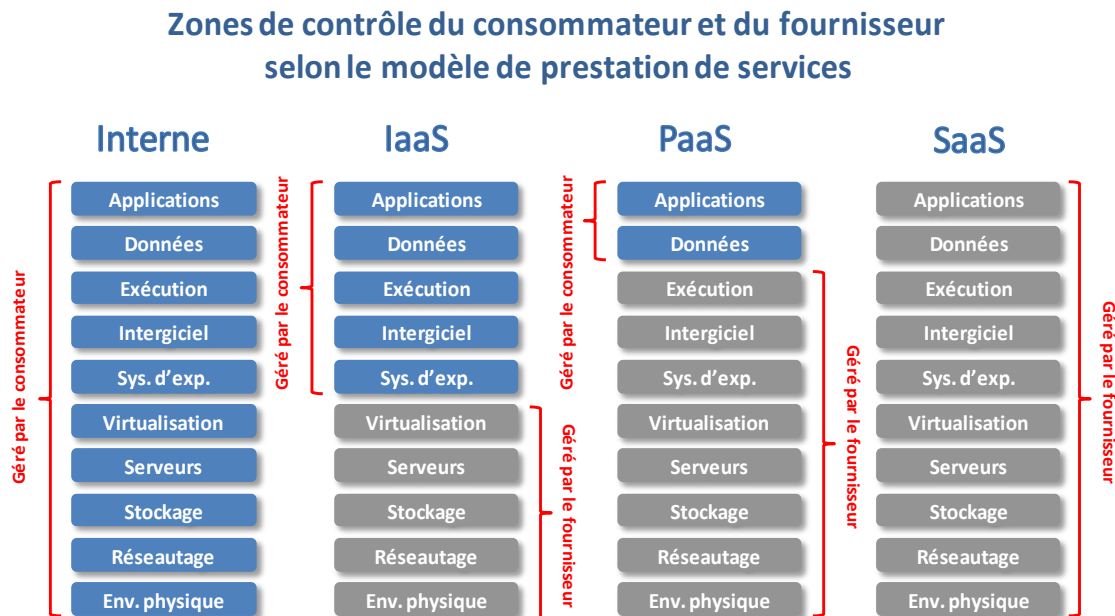 Zones de contrôle du consommateur et du fournisseur
selon le modèle de prestation de services
Interne
Géré par le consommateur
Applications
Données
Exécution
Intergiciel
Sys. d’exp.
Virtualisation
Serveurs
Stockage
Réseautage
Env. physique
IaaS
Géré par le consommateur
Applications
Données
Exécution
Intergiciel
Sys. d’exp.
Virtualisation
Serveurs
Stockage
Réseautage
Env. physique
Géré par le fournisseur
PaaS
Géré par le consommateur
Applications
Données
Exécution
Intergiciel
Sys. d’exp.
Virtualisation
Serveurs
Stockage
Réseautage
Env. physique
Géré par le fournisseur
SaaS
Applications
Données
Exécution
Intergiciel
Sys. d’exp.
Virtualisation
Serveurs
Stockage
Réseautage
Env. physique
Géré par le fournisseur